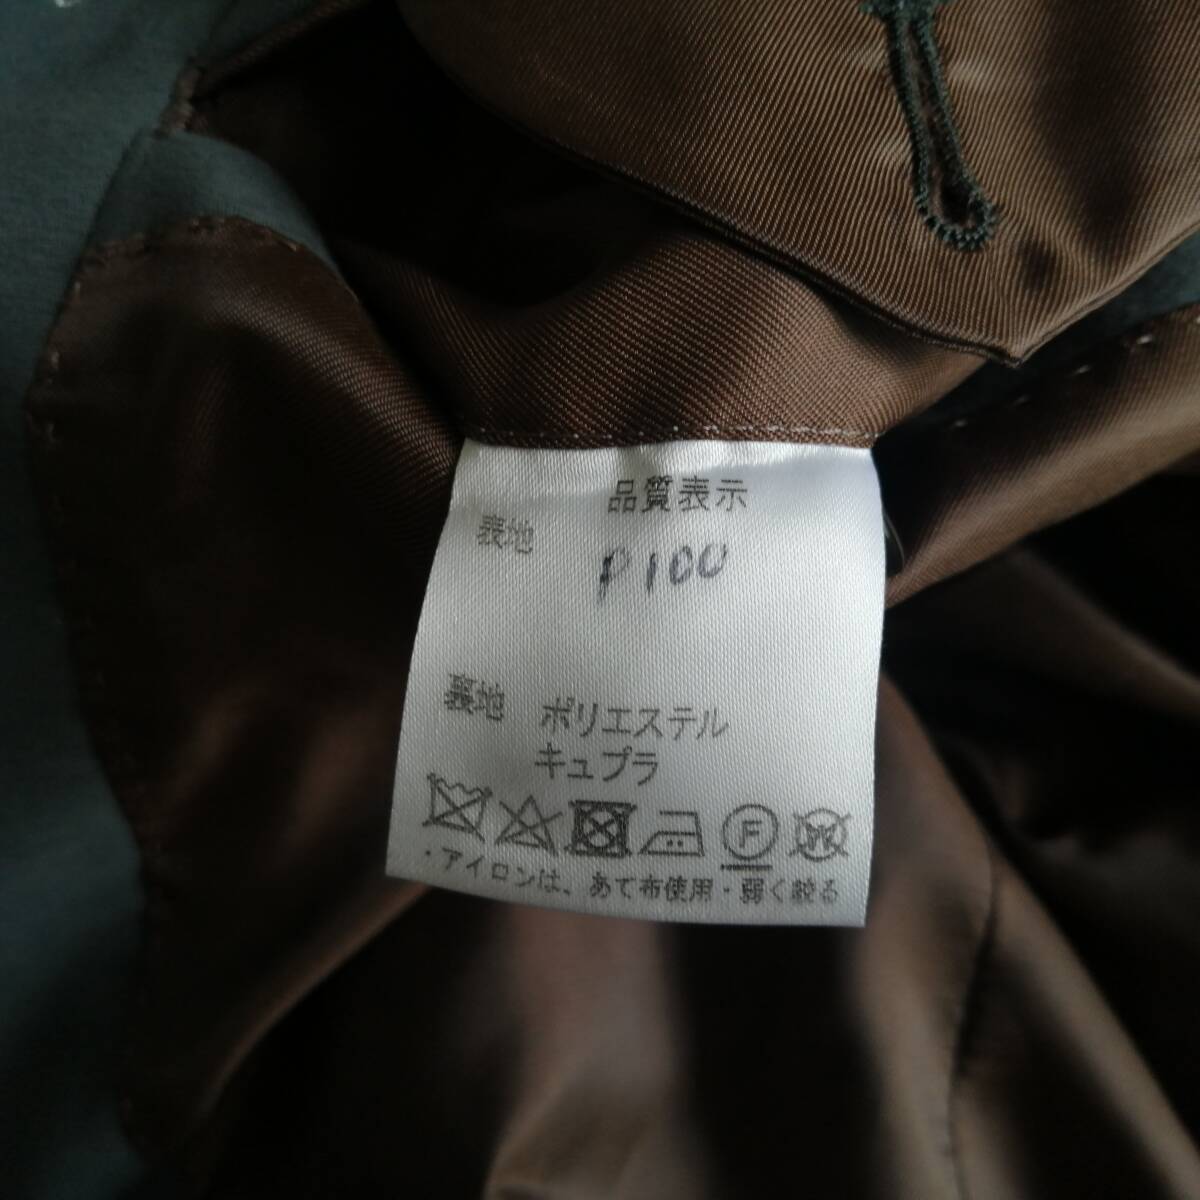 品質表示
表地
P100
裏地 ポリエステル
キュプラ
F W
・アイロンは、あて布使用・弱く絞る